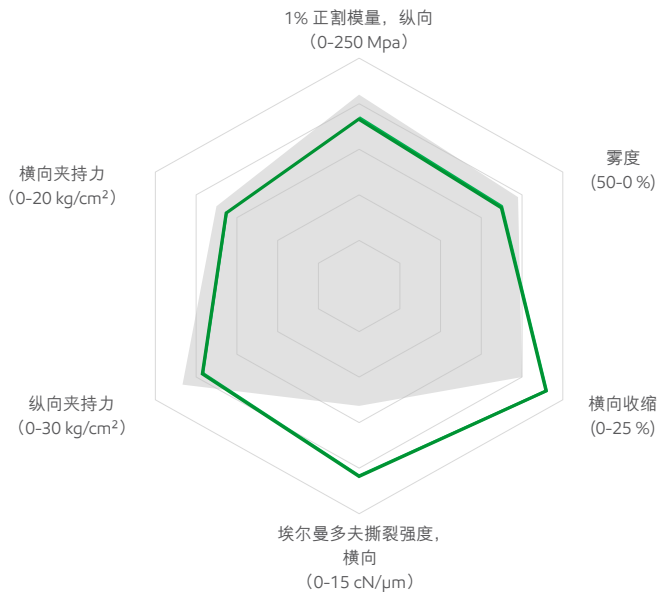 1% 正割模量，纵向
（0-250 Mpa）
雾度
(50-0 %)
横向收缩
(0-25 %)
埃尔曼多夫撕裂强度，
横向
（0-15 cN/μm）
纵向夹持力
（0-30 kg/cm²）
横向夹持力
（0-20 kg/cm²）